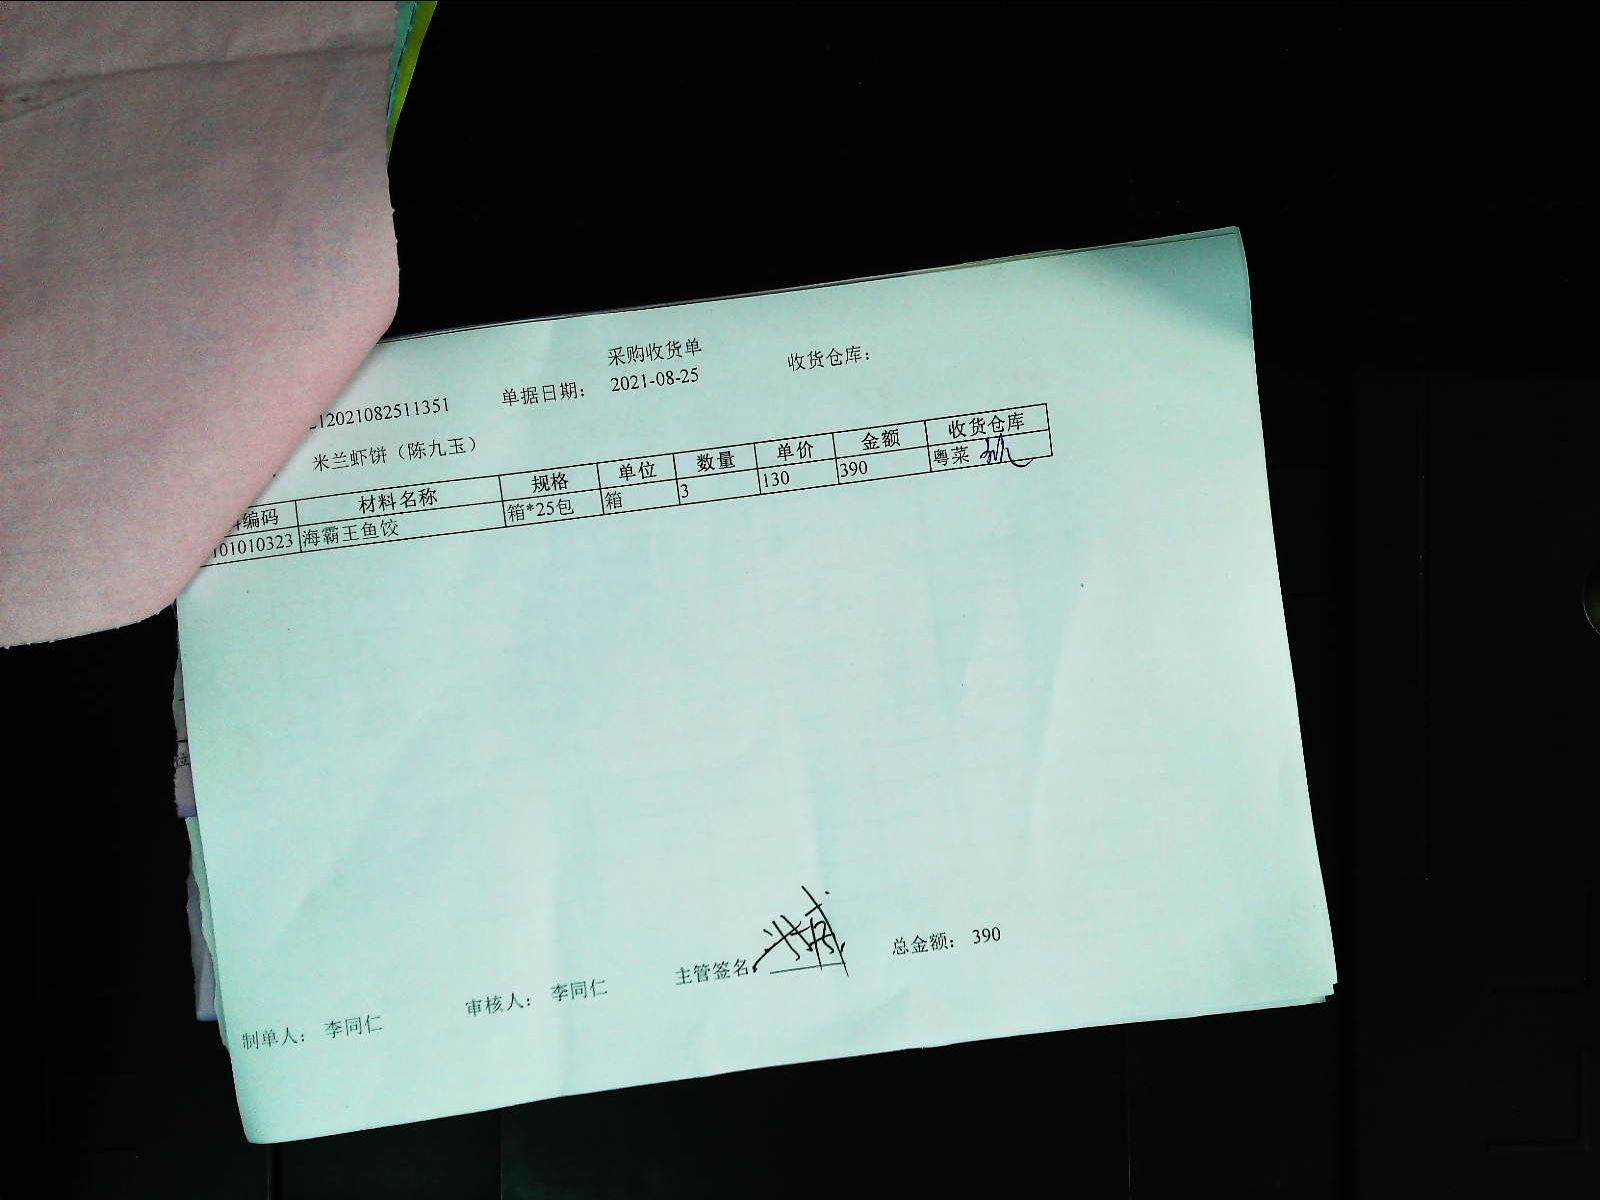 采购收货单
12021082511351 单据日期： 2021-08-25 收货仓库：
米兰虾饼（陈九玉）
编码 材料名称 规格 单位 数量 单价 金额 收货仓库
101010323 海霸王鱼饺 箱*25包 箱 3 130 390 粤菜
制单人： 李同仁 审核人： 李同仁 主管签名 总金额： 390